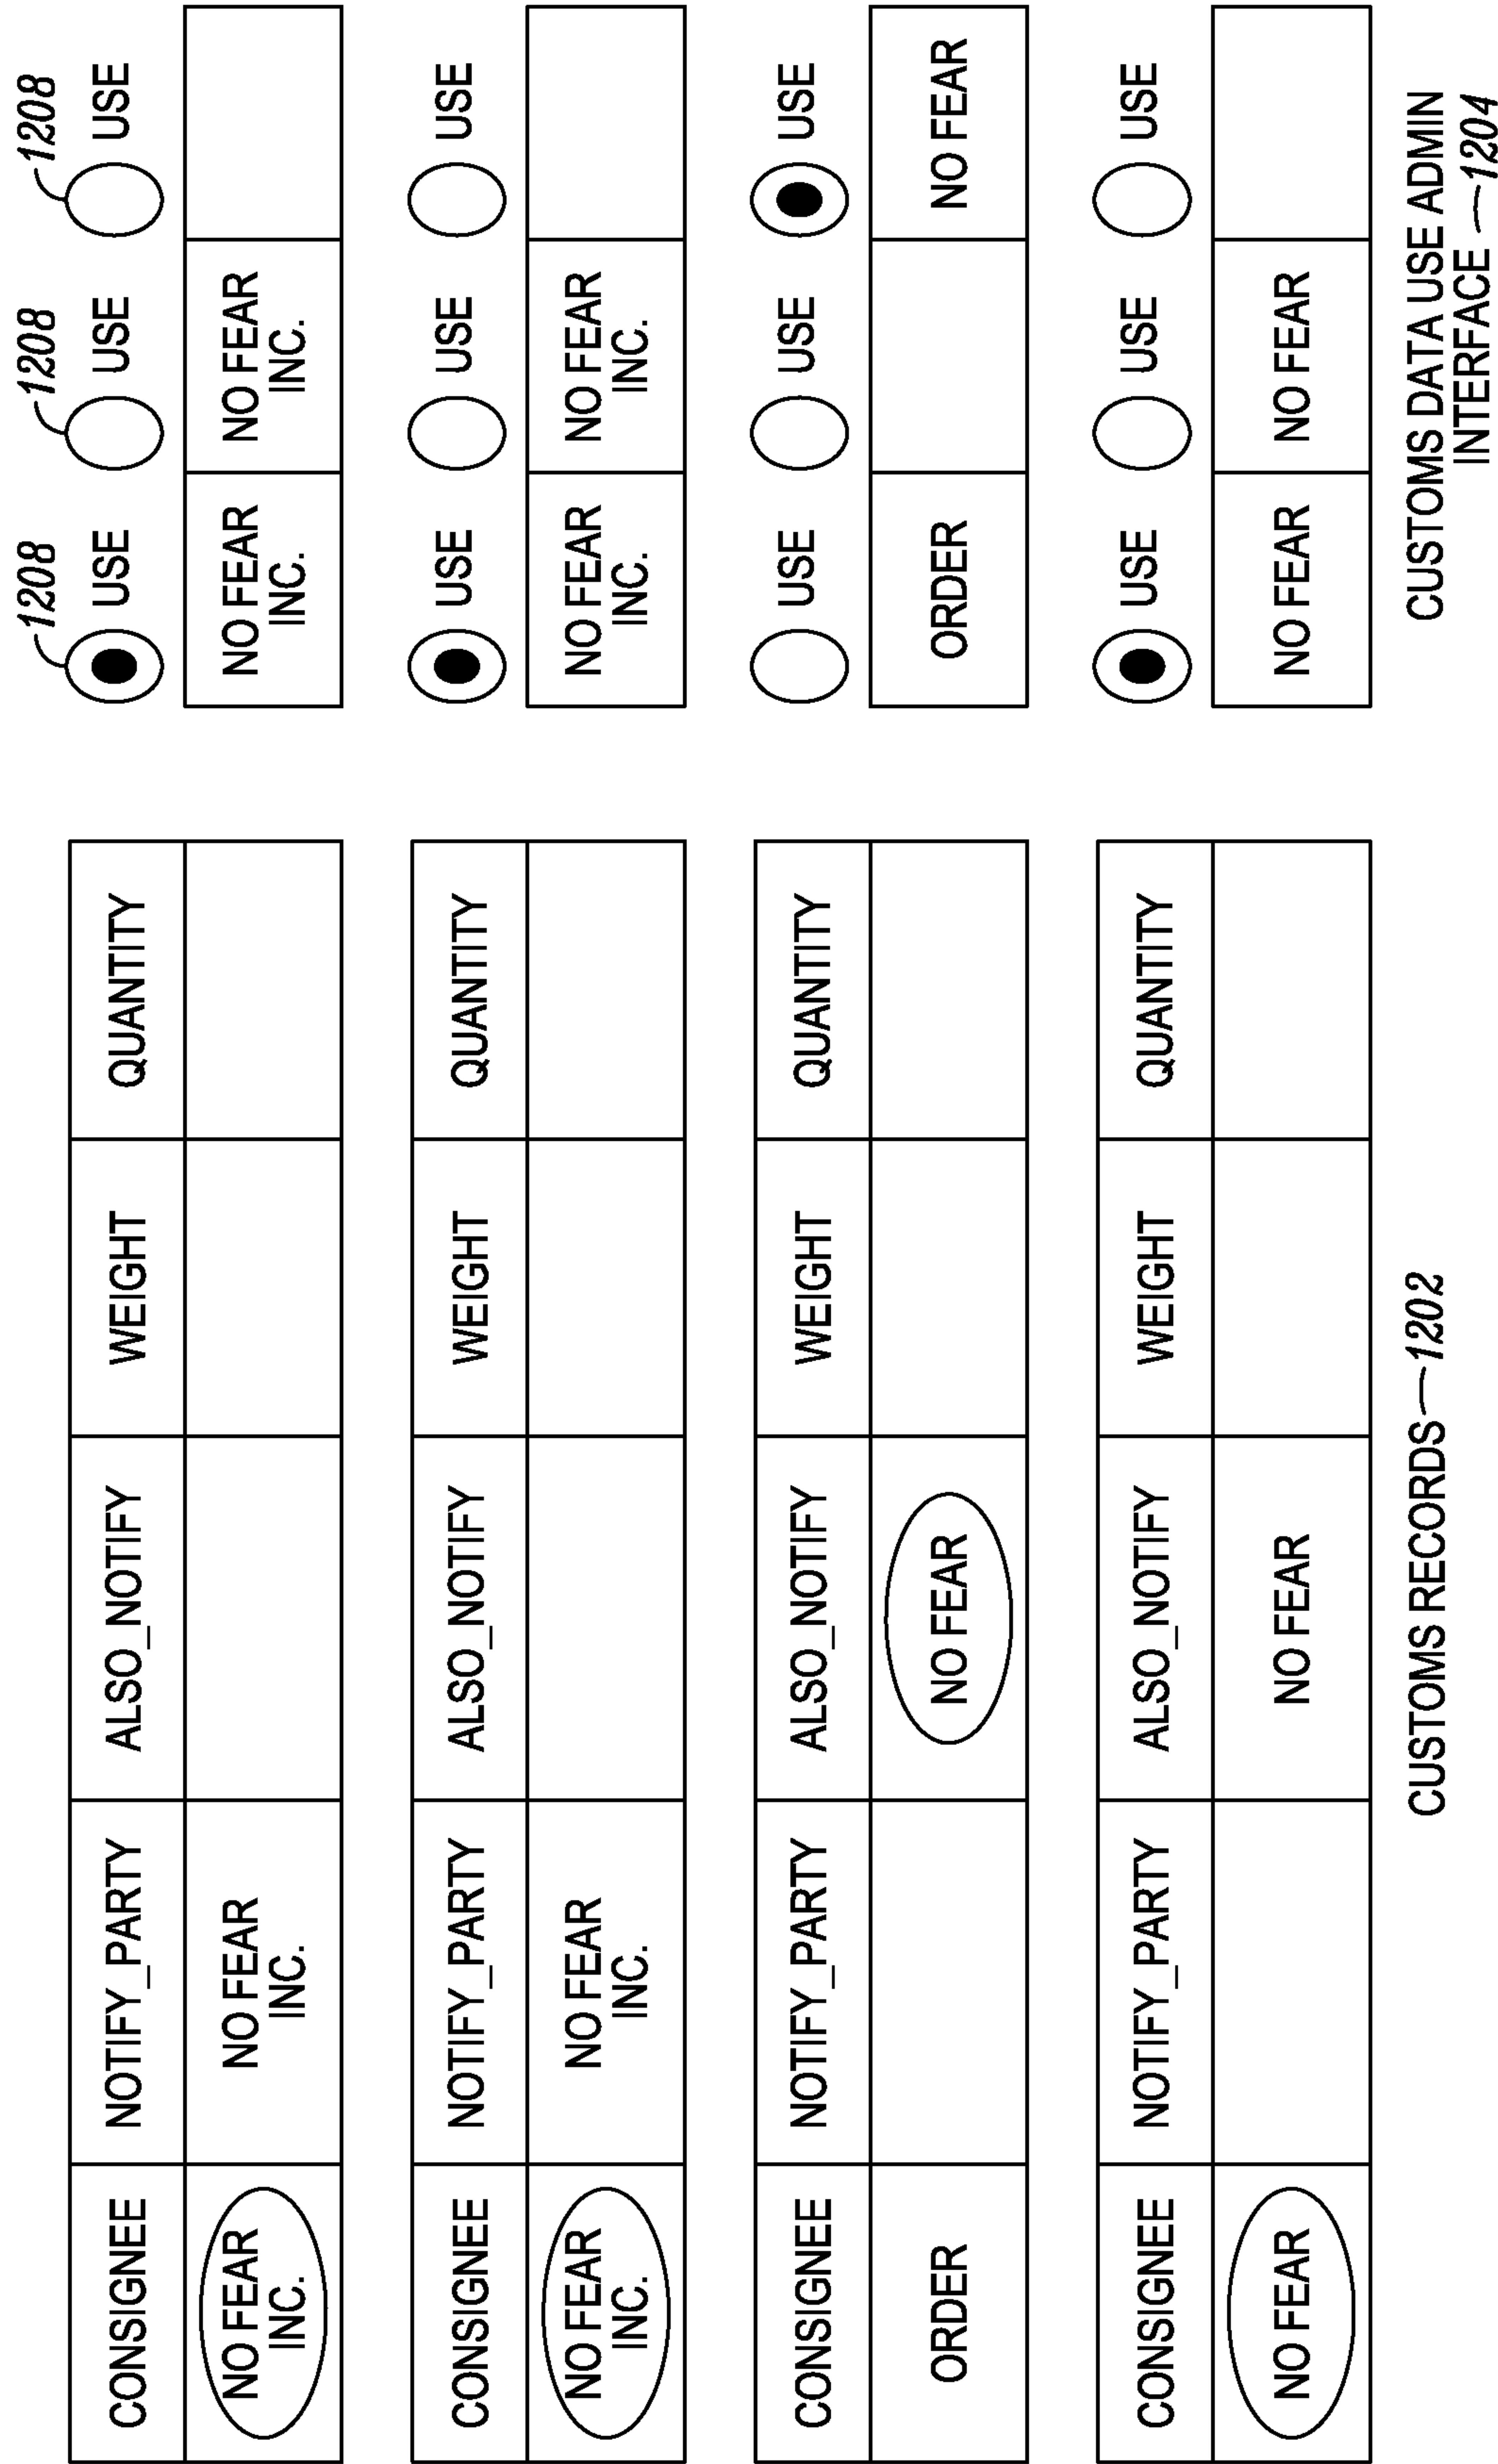 1208 1208 1208
CONSIGNEE NOTIFY_PARTY ALSO_NOTIFY WEIGHT QUANTITY USE USE USE
NO FEAR NO FEAR NO FEAR NO FEAR
INC. INC. INC. INC.
CONSIGNEE NOTIFY_PARTY ALSO_NOTIFY WEIGHT QUANTITY USE USE USE
NO FEAR NO FEAR NO FEAR NO FEAR
INC. INC. INC. INC.
CONSIGNEE NOTIFY_PARTY ALSO_NOTIFY WEIGHT QUANTITY USE USE USE
ORDER NO FEAR ORDER NO FEAR
CONSIGNEE NOTIFY_PARTY ALSO_NOTIFY WEIGHT QUANTITY USE USE USE
NO FEAR NO FEAR NO FEAR NO FEAR
CUSTOMS RECORDS 1202 CUSTOMS DATA USE ADMIN
INTERFACE 1204